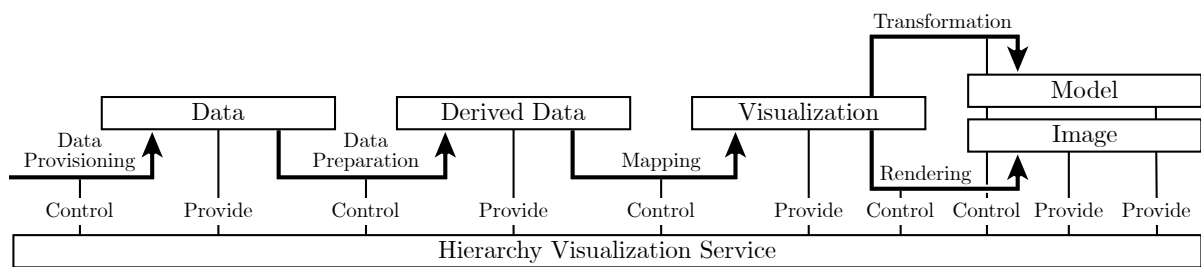 Transformation
Model
Data
Derived Data
Visualization
Image
Data
Provisioning
Data
Preparation
Mapping
Rendering
Control
Provide
Control
Provide
Control
Provide
Control
Control
Provide
Provide
Hierarchy Visualization Service